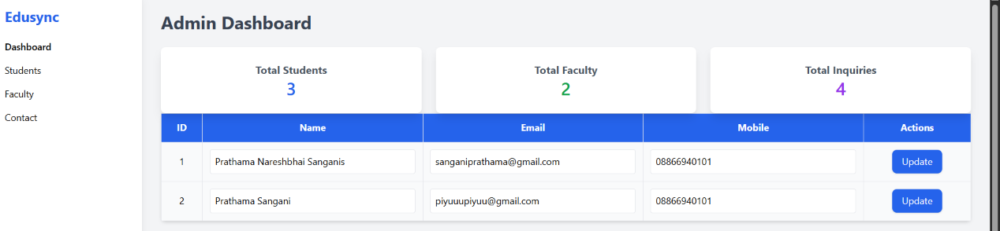 Edusync
Dashboard
Students
Faculty
Contact
Admin Dashboard
Total Students
3
Total Faculty
2
Total Inquiries
4
ID Name Email Mobile Actions
1 Prathama Nareshbhai Sanganis sanganiprathama@gmail.com 08866940101 Update
2 Prathama Sangani piyuuupiyuu@gmail.com 08866940101 Update